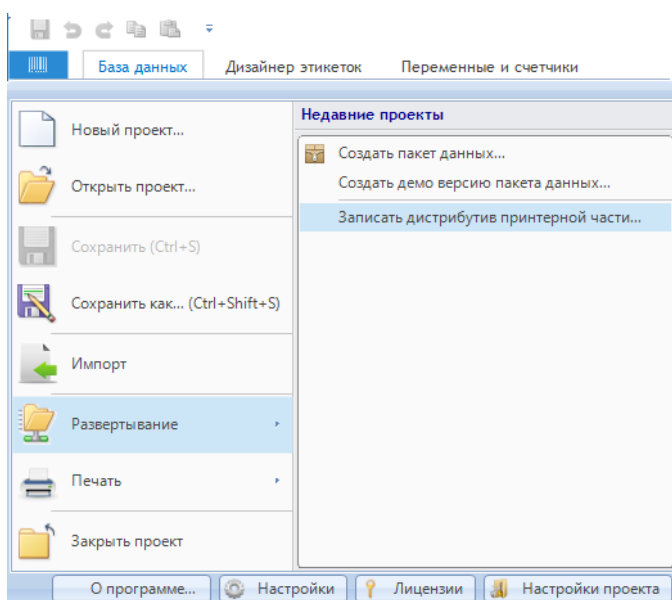 База данных
Дизайнер этикеток
Переменные и счетчики
Новый проект...
Открыть проект...
Сохранить (Ctrl+S)
Сохранить как... (Ctrl+Shift+S)
Импорт
Развертывание
Печать
Закрыть проект
Недавние проекты
Создать пакет данных...
Создать демо версию пакета данных...
Записать дистрибутив принтерной части...
О программе...
Настройки
Лицензии
Настройки проекта